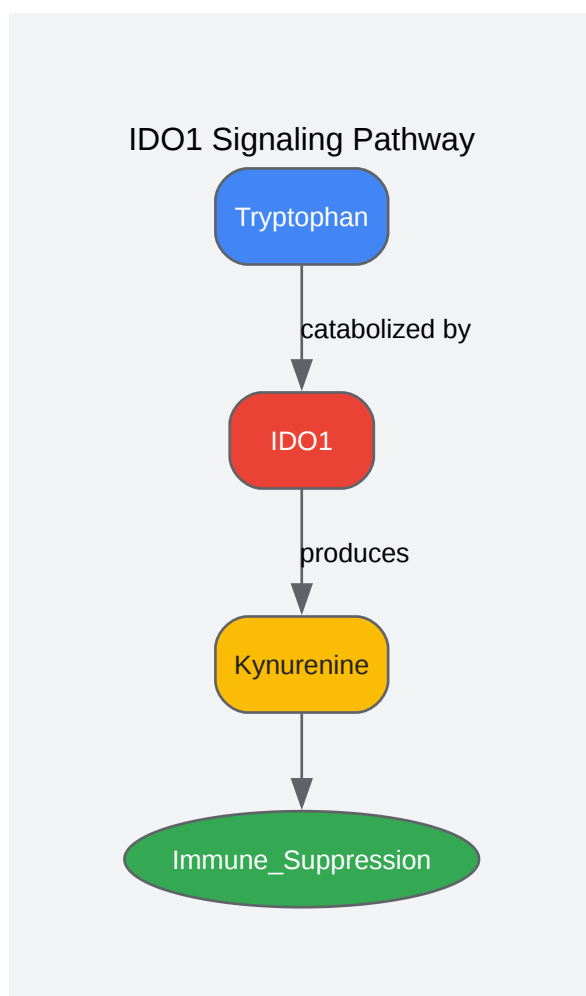 IDO1 Signaling Pathway
Tryptophan
catabolized by
IDO1
produces
Kynurenine
Immune_Suppression